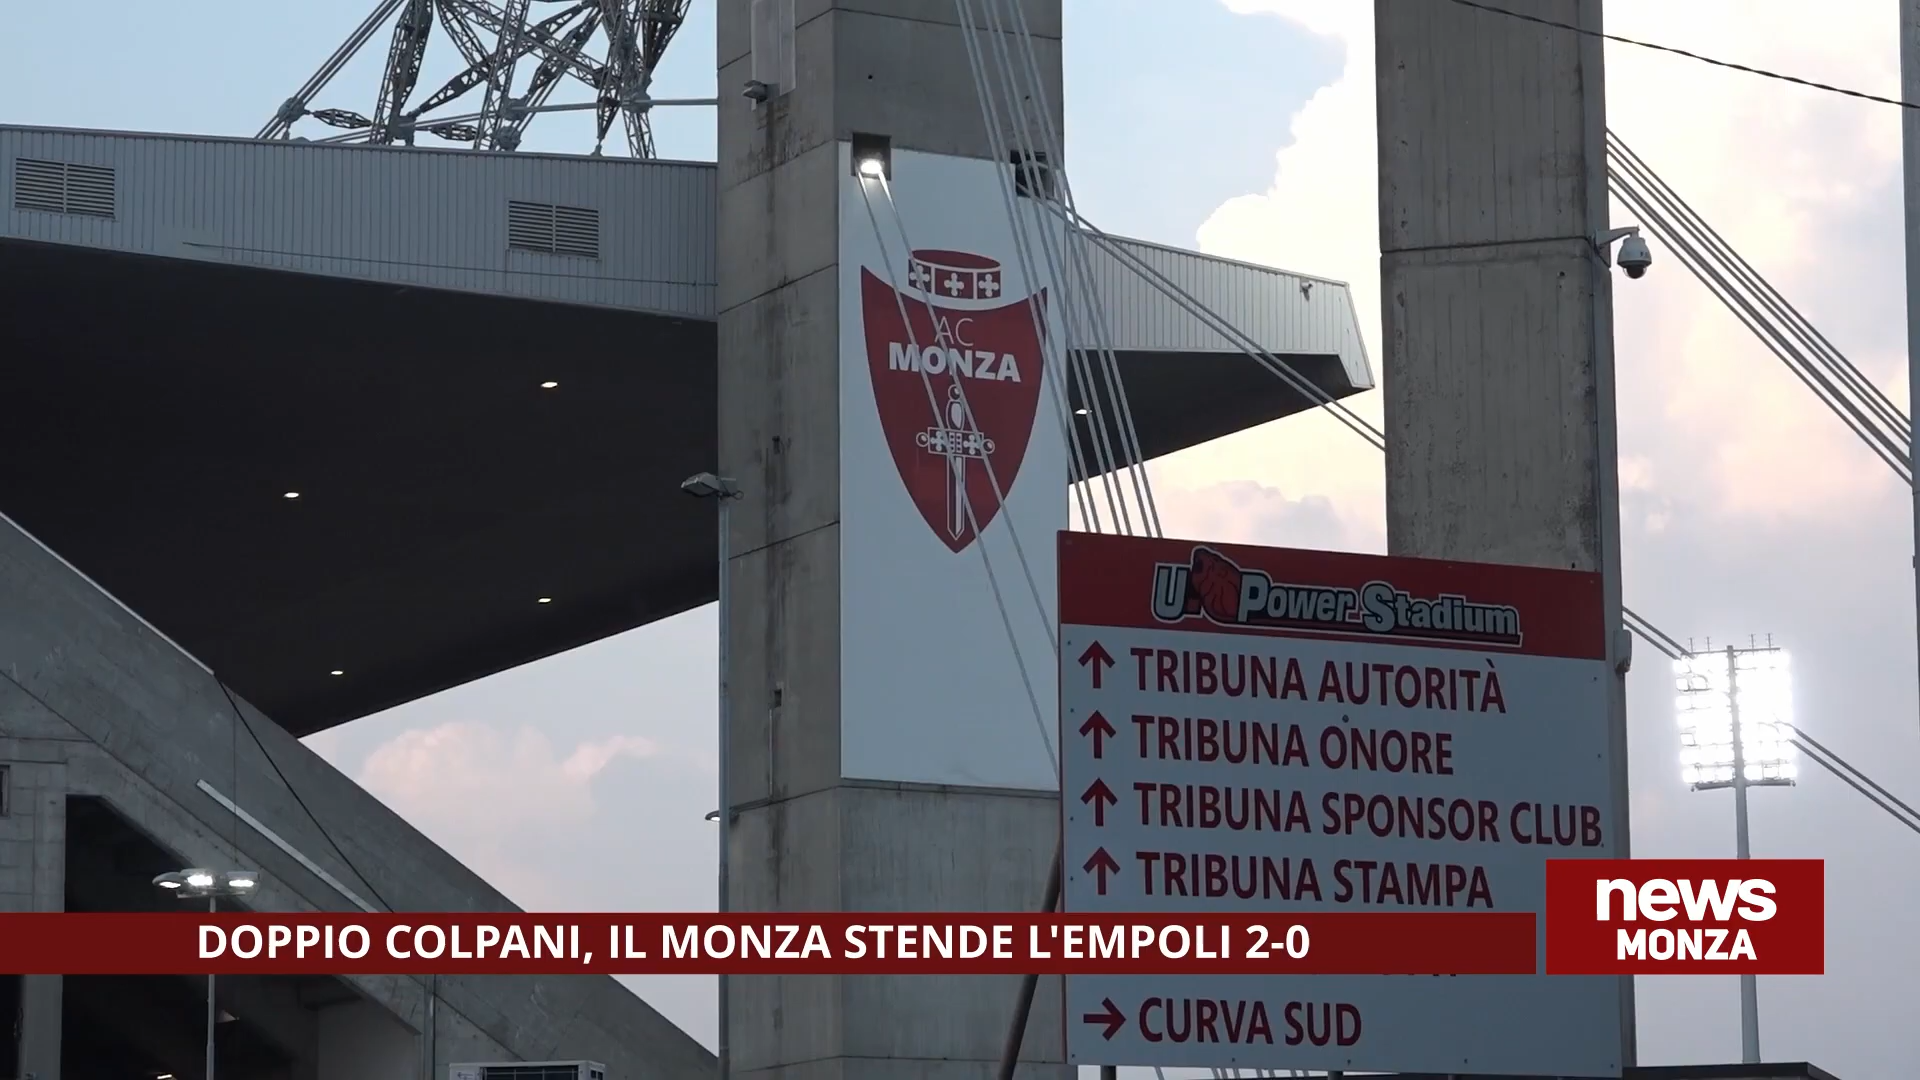 AC
MONZA
U-Power Stadium
↑ TRIBUNA AUTORITÀ
↑ TRIBUNA ONORE
↑ TRIBUNA SPONSOR CLUB
↑ TRIBUNA STAMPA
→ CURVA SUD
DOPPIO COLPANI, IL MONZA STENDE L'EMPOLI 2-0
news
MONZA